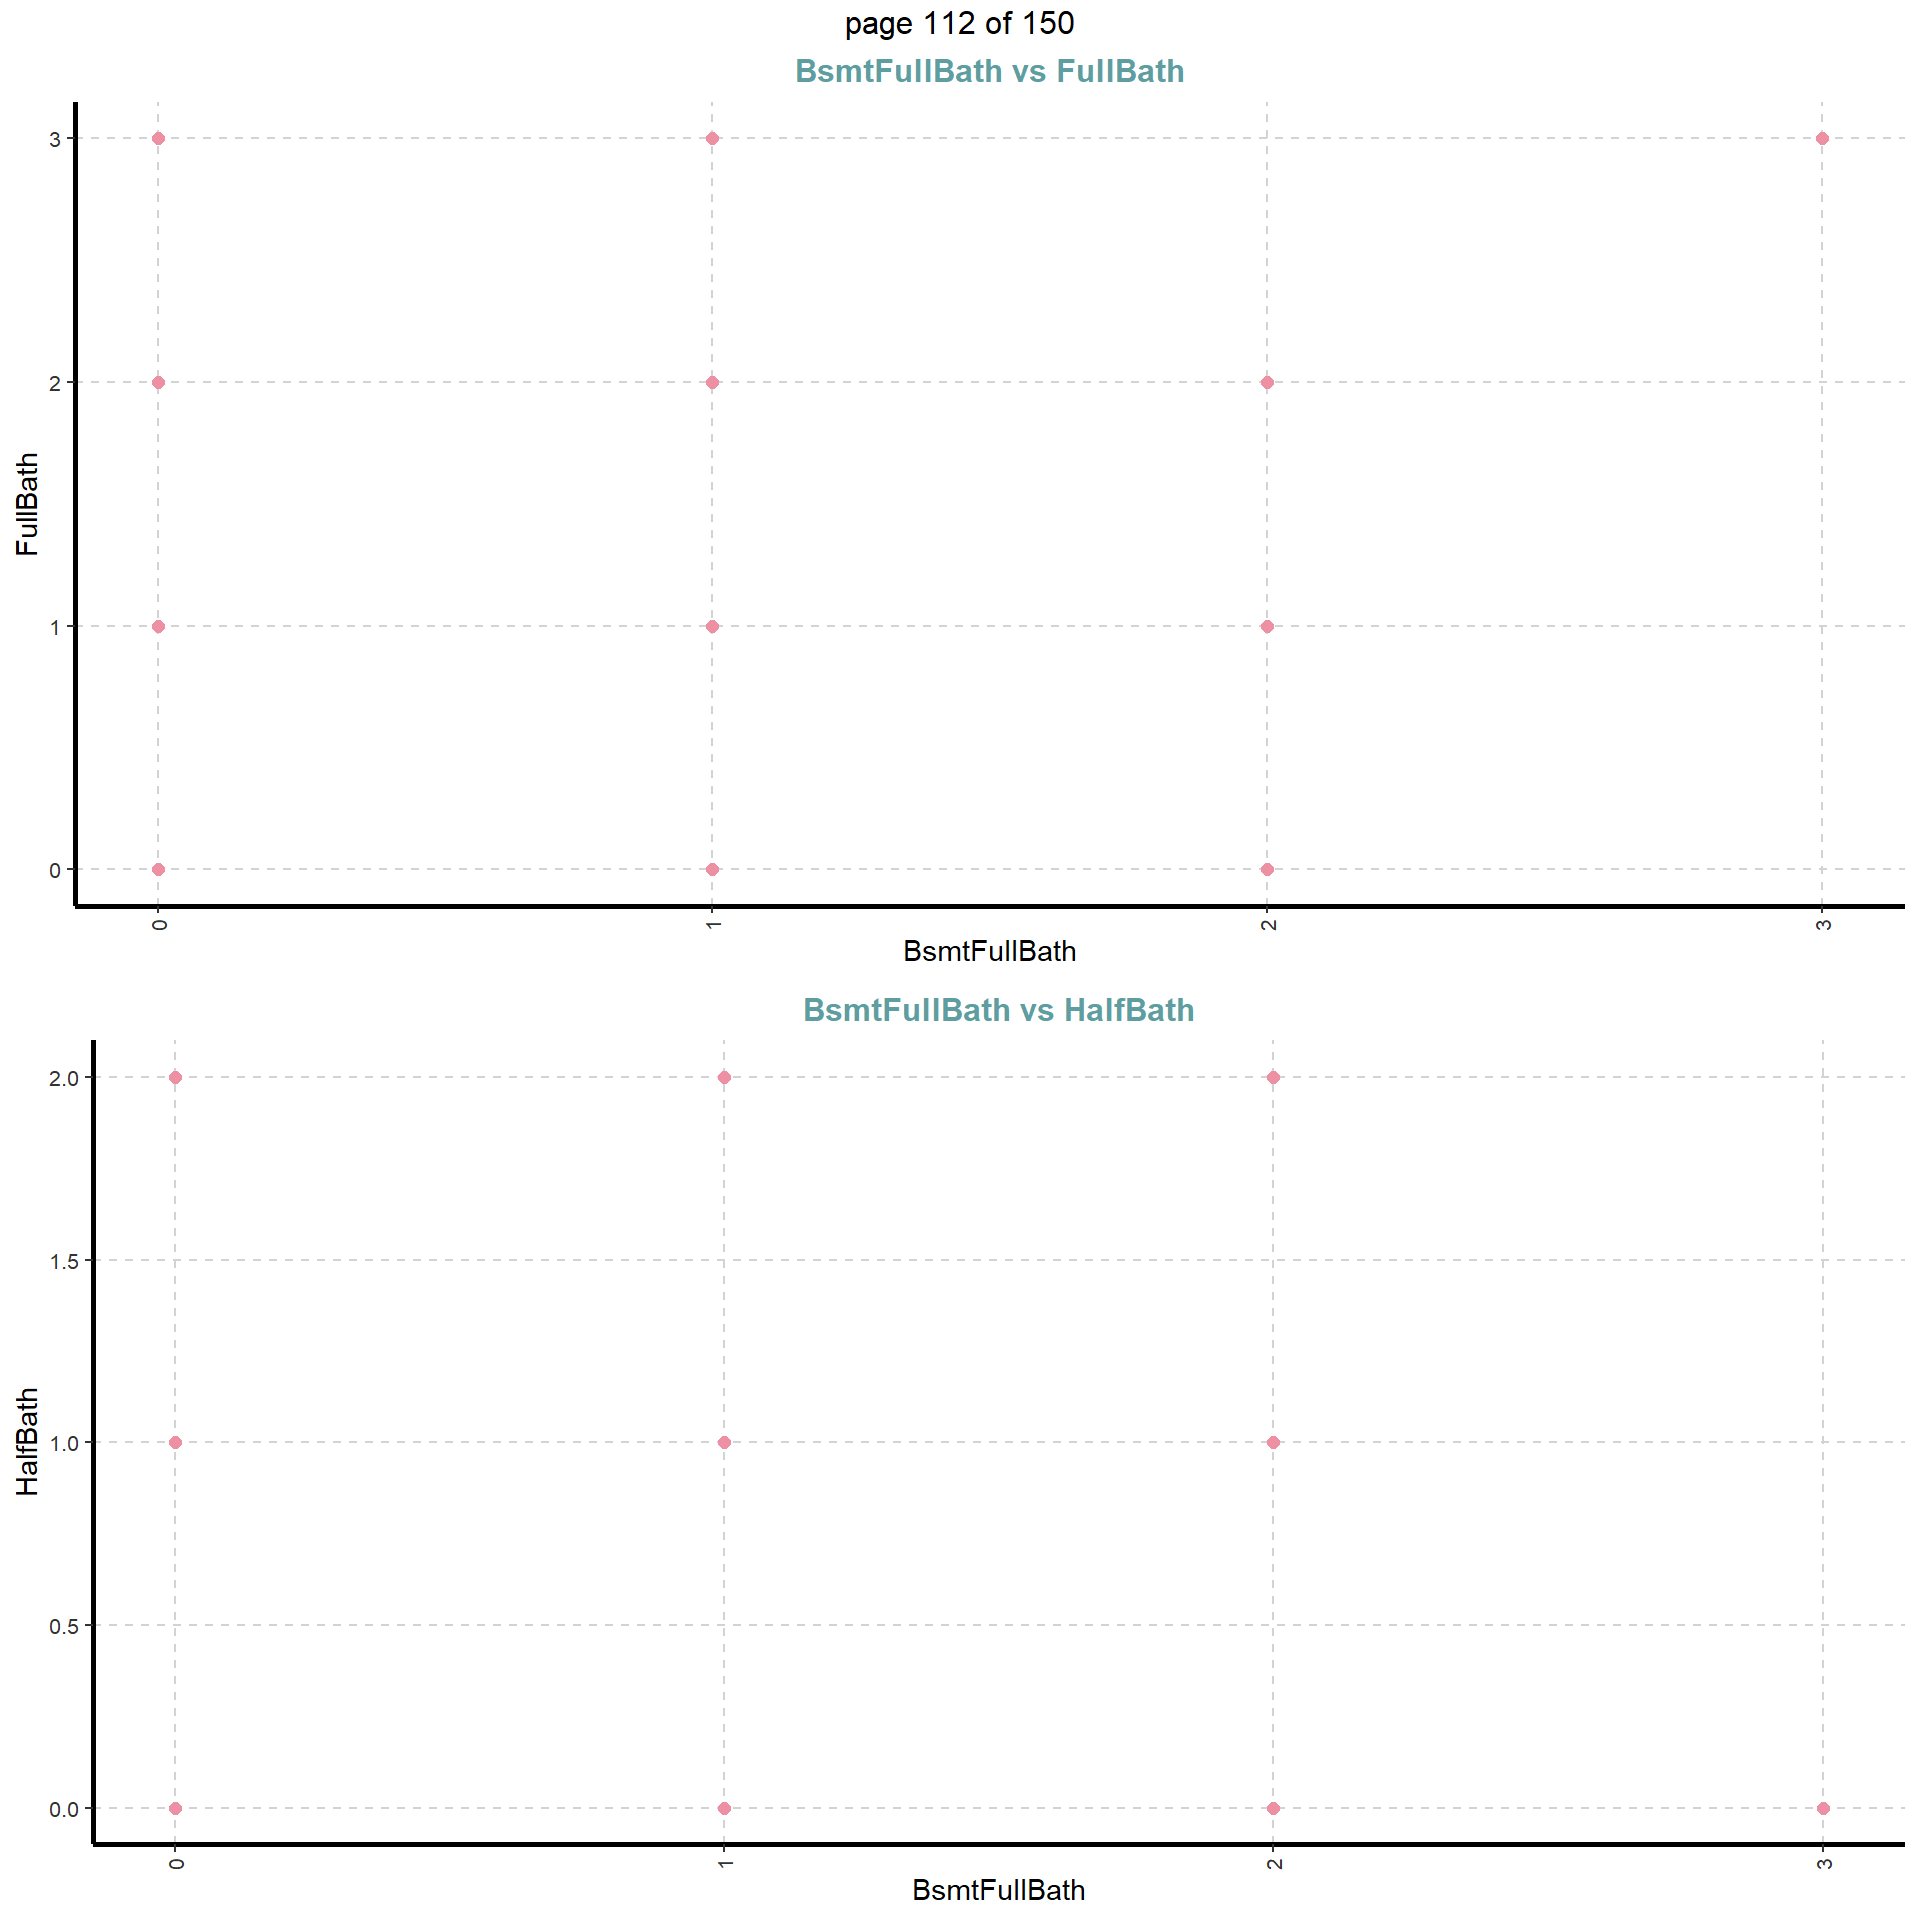 page 112 of 150
BsmtFullBath vs FullBath
3
2
1
0
FullBath
0 1 2 3
BsmtFullBath
BsmtFullBath vs HalfBath
2.0
1.5
1.0
0.5
0.0
HalfBath
0 1 2 3
BsmtFullBath